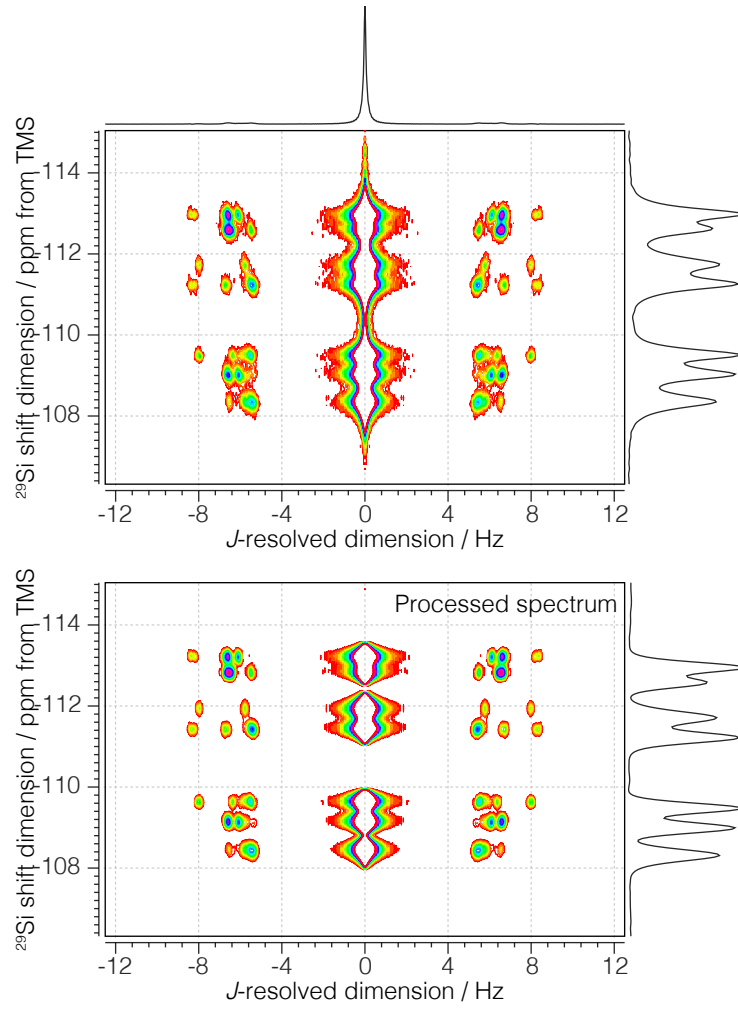 114
112
110
108
²⁹Si shift dimension / ppm from TMS
-12 -8 -4 0 4 8 12
J-resolved dimension / Hz
Processed spectrum
114
112
110
108
²⁹Si shift dimension / ppm from TMS
-12 -8 -4 0 4 8 12
J-resolved dimension / Hz